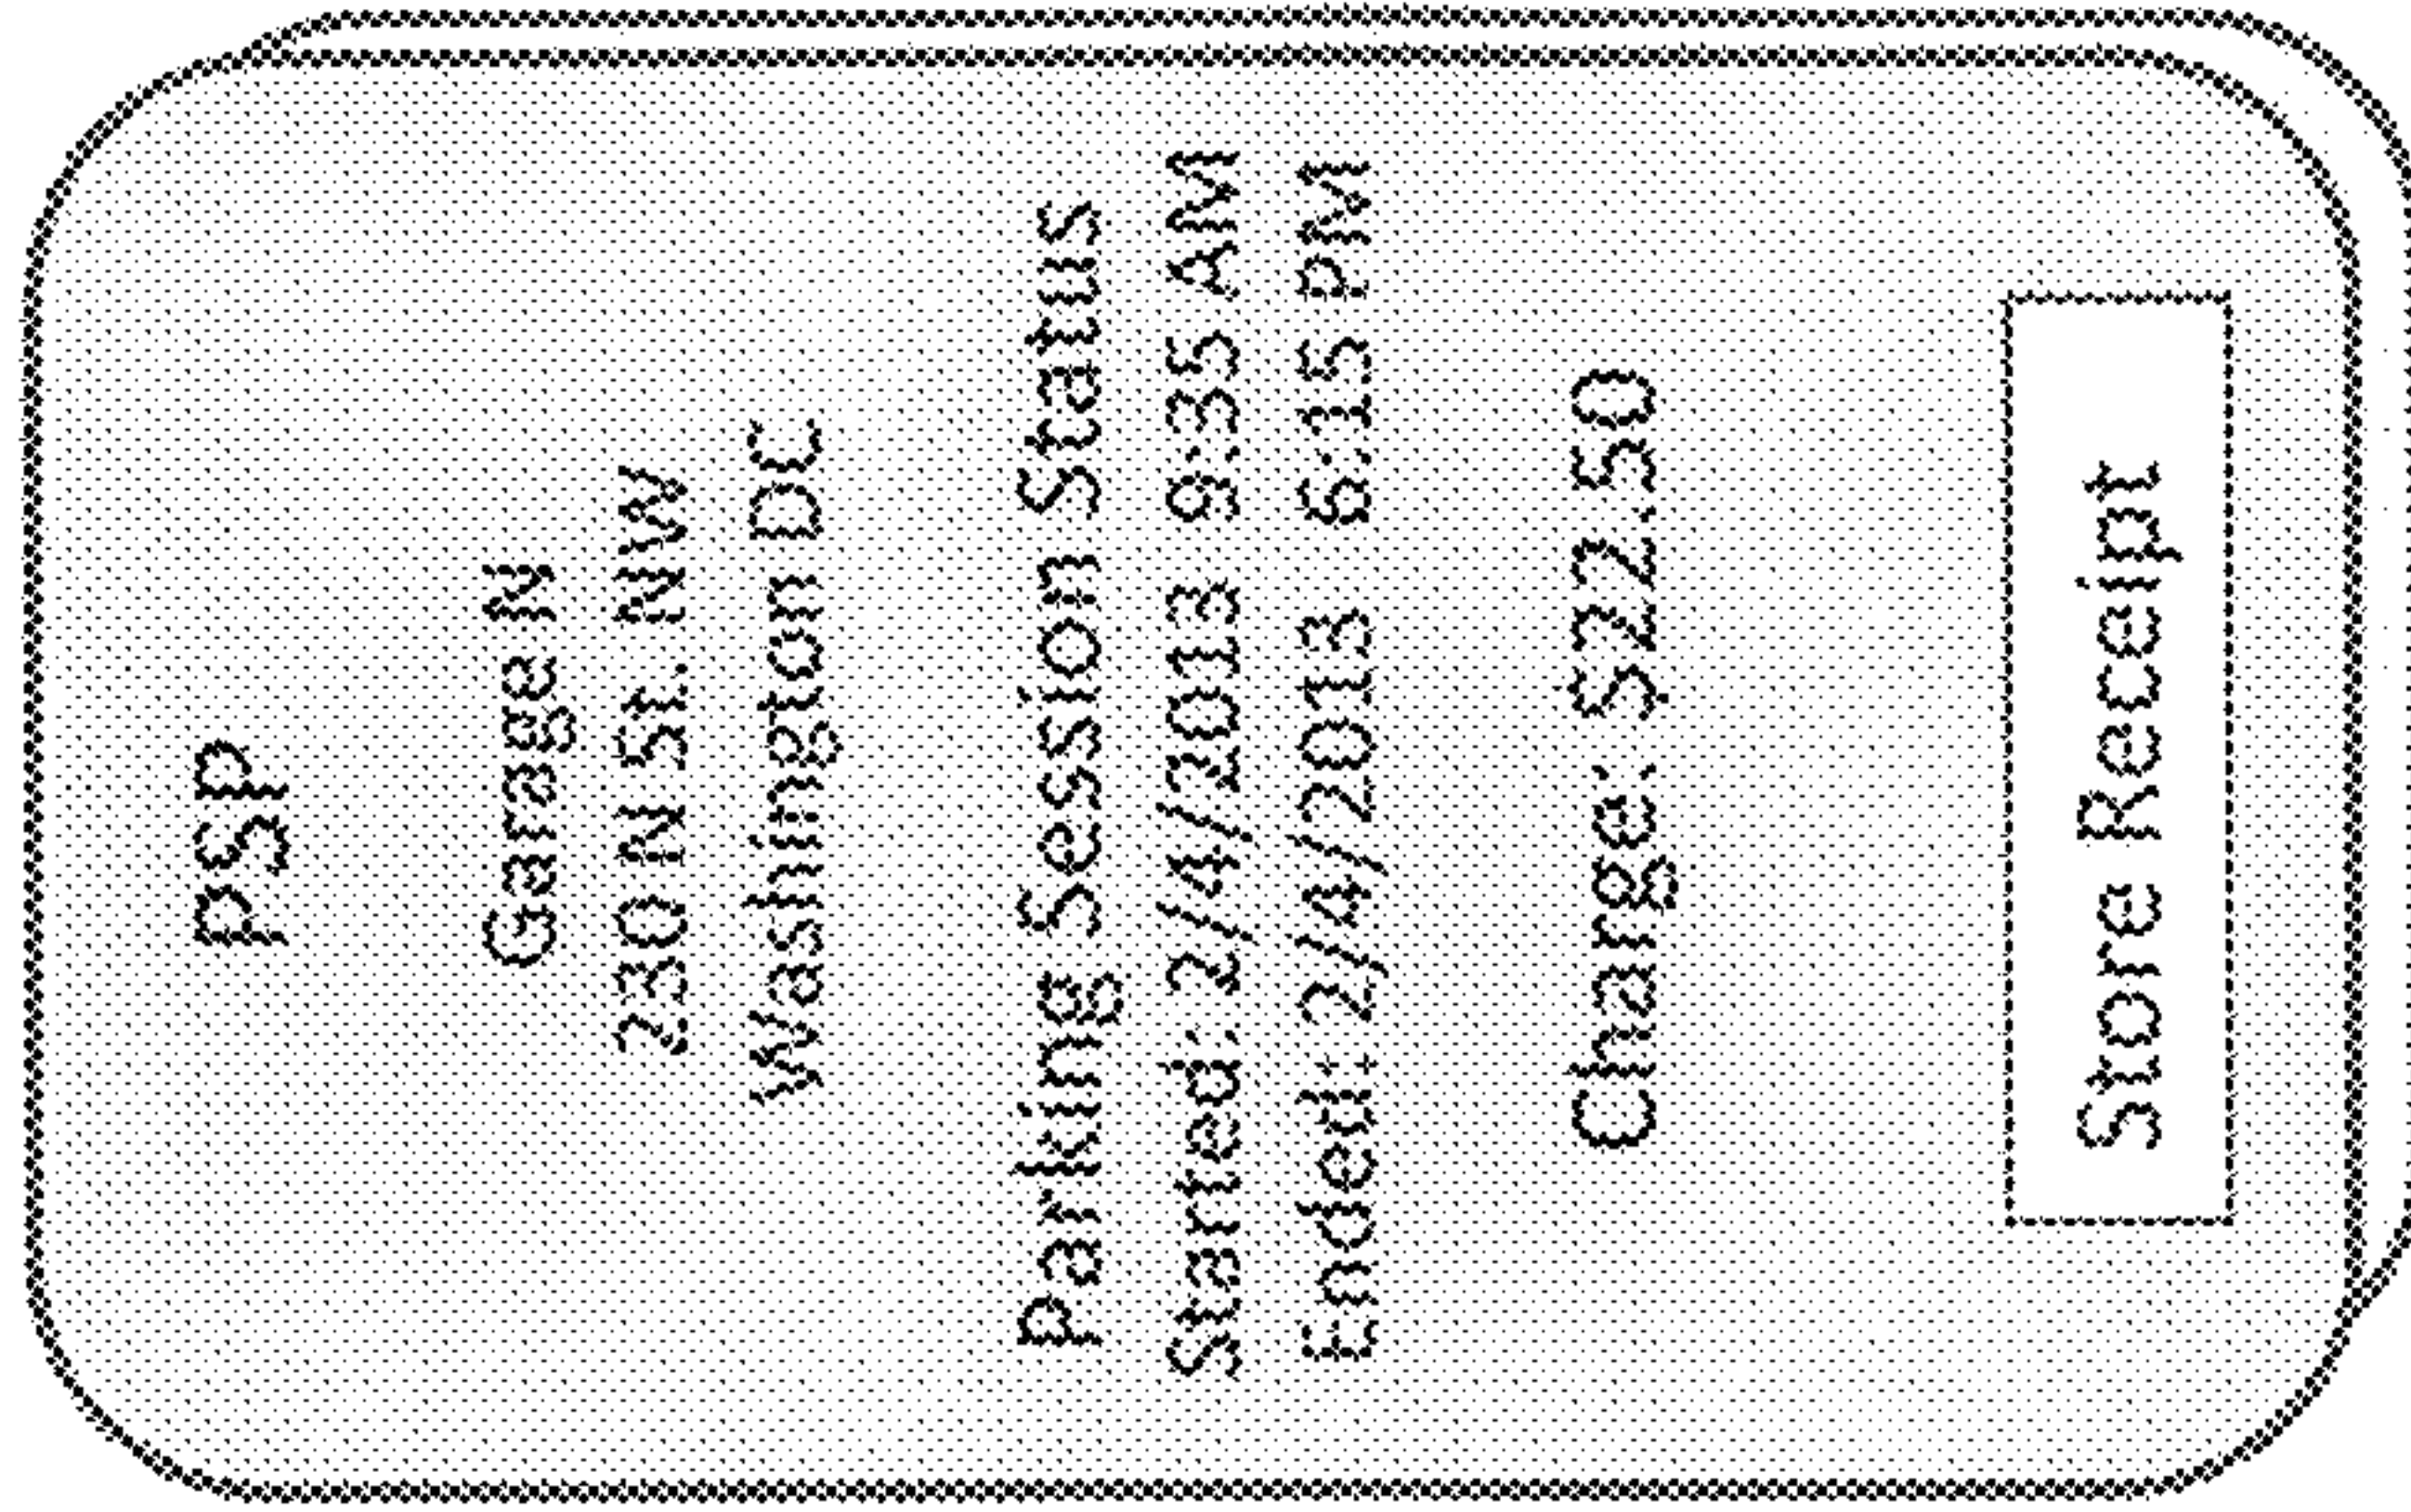 PSP
Garage N
230 N St. NW
Washington DC
Parking Session Status
Started: 2/4/2013 9:35 AM
Ended: 2/4/2013 6:15 PM
Charge: $22.50
Store Receipt